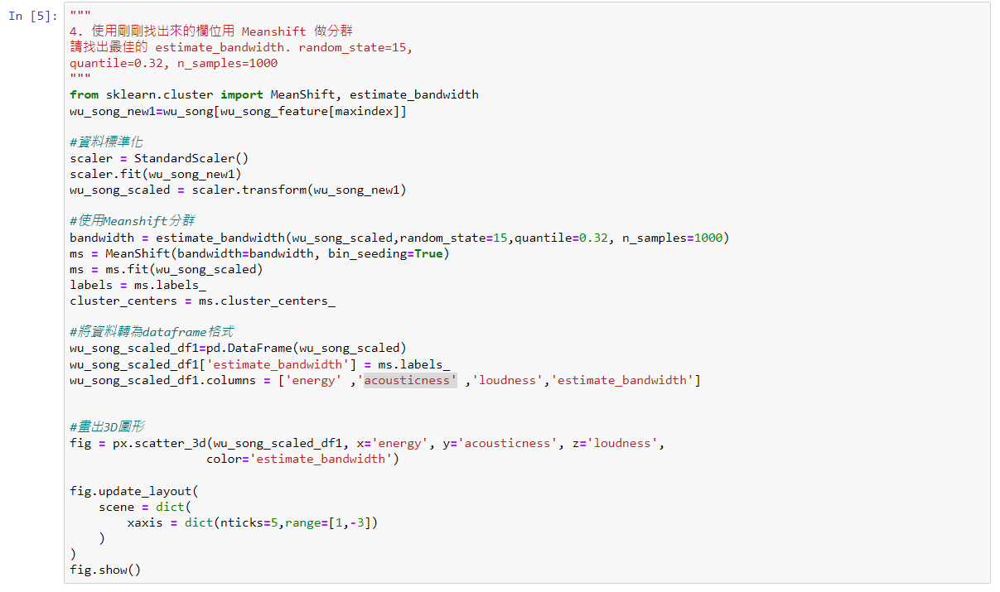 In [5]:
"""
4. 使用剛剛找出來的欄位用 Meanshift 做分群
請找出最佳的 estimate_bandwidth. random_state=15,
quantile=0.32, n_samples=1000
"""
from sklearn.cluster import MeanShift, estimate_bandwidth
wu_song_new1=wu_song[wu_song_feature[maxindex]]

#資料標準化
scaler = StandardScaler()
scaler.fit(wu_song_new1)
wu_song_scaled = scaler.transform(wu_song_new1)

#使用Meanshift分群
bandwidth = estimate_bandwidth(wu_song_scaled,random_state=15,quantile=0.32, n_samples=1000)
ms = MeanShift(bandwidth=bandwidth, bin_seeding=True)
ms = ms.fit(wu_song_scaled)
labels = ms.labels_
cluster_centers = ms.cluster_centers_

#將資料轉為dataframe格式
wu_song_scaled_df1=pd.DataFrame(wu_song_scaled)
wu_song_scaled_df1['estimate_bandwidth'] = ms.labels_
wu_song_scaled_df1.columns = ['energy' ,'acousticness' ,'loudness','estimate_bandwidth']

#畫出3D圖形
fig = px.scatter_3d(wu_song_scaled_df1, x='energy', y='acousticness', z='loudness',
                   color='estimate_bandwidth')

fig.update_layout(
    scene = dict(
        xaxis = dict(nticks=5,range=[1,-3])
    )
)
fig.show()